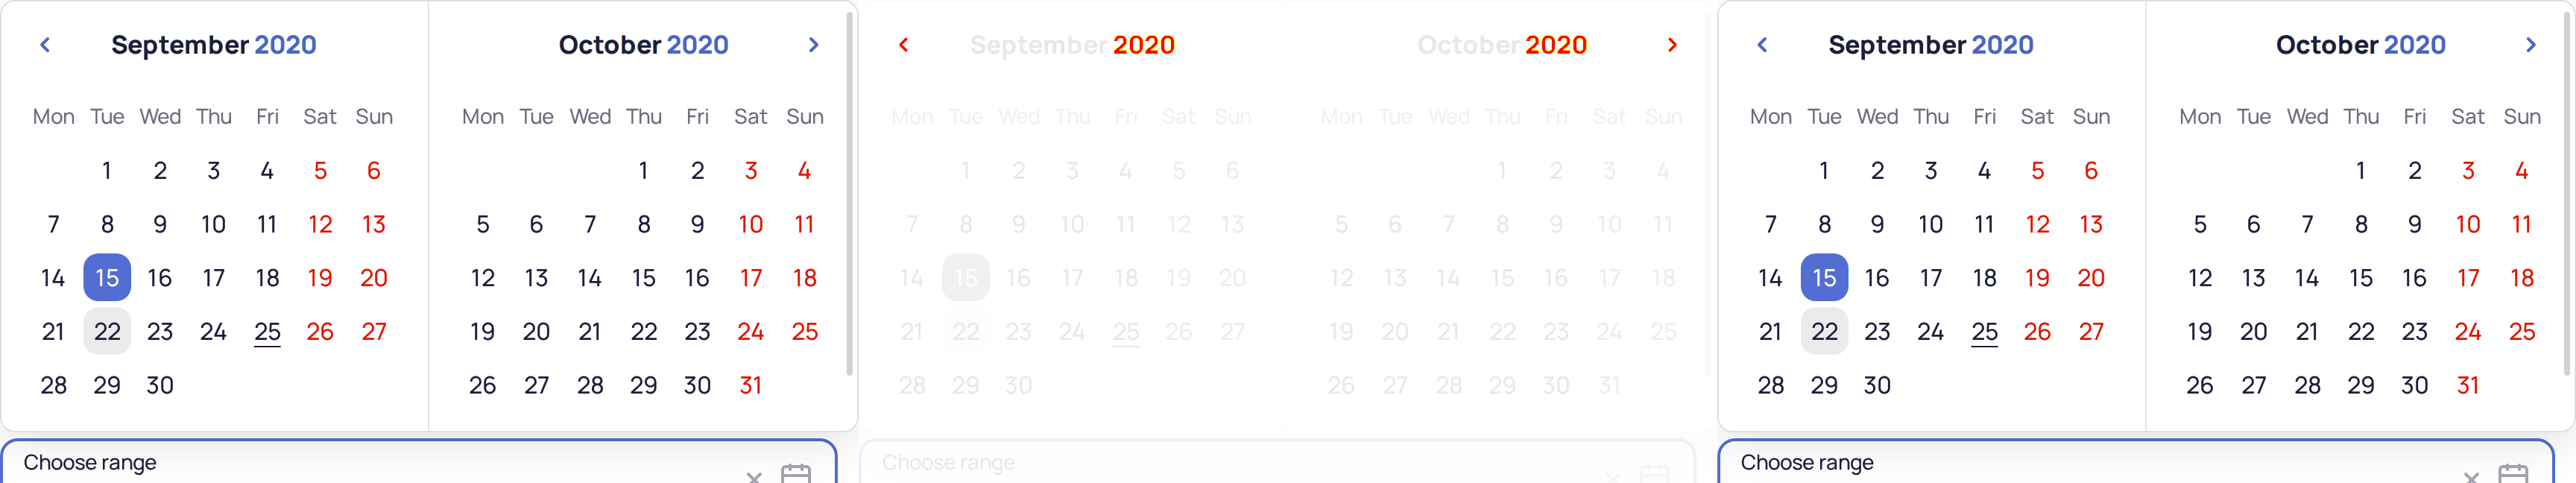 September 2020 October 2020
Mon Tue Wed Thu Fri Sat Sun Mon Tue Wed Thu Fri Sat Sun
1 2 3 4 5 6 1 2 3 4
7 8 9 10 11 12 13 5 6 7 8 9 10 11
14 15 16 17 18 19 20 12 13 14 15 16 17 18
21 22 23 24 25 26 27 19 20 21 22 23 24 25
28 29 30 26 27 28 29 30 31
Choose range
September 2020 October 2020
Mon Tue Wed Thu Fri Sat Sun Mon Tue Wed Thu Fri Sat Sun
1 2 3 4 5 6 1 2 3 4
7 8 9 10 11 12 13 5 6 7 8 9 10 11
14 15 16 17 18 19 20 12 13 14 15 16 17 18
21 22 23 24 25 26 27 19 20 21 22 23 24 25
28 29 30 26 27 28 29 30 31
Choose range
September 2020 October 2020
Mon Tue Wed Thu Fri Sat Sun Mon Tue Wed Thu Fri Sat Sun
1 2 3 4 5 6 1 2 3 4
7 8 9 10 11 12 13 5 6 7 8 9 10 11
14 15 16 17 18 19 20 12 13 14 15 16 17 18
21 22 23 24 25 26 27 19 20 21 22 23 24 25
28 29 30 26 27 28 29 30 31
Choose range